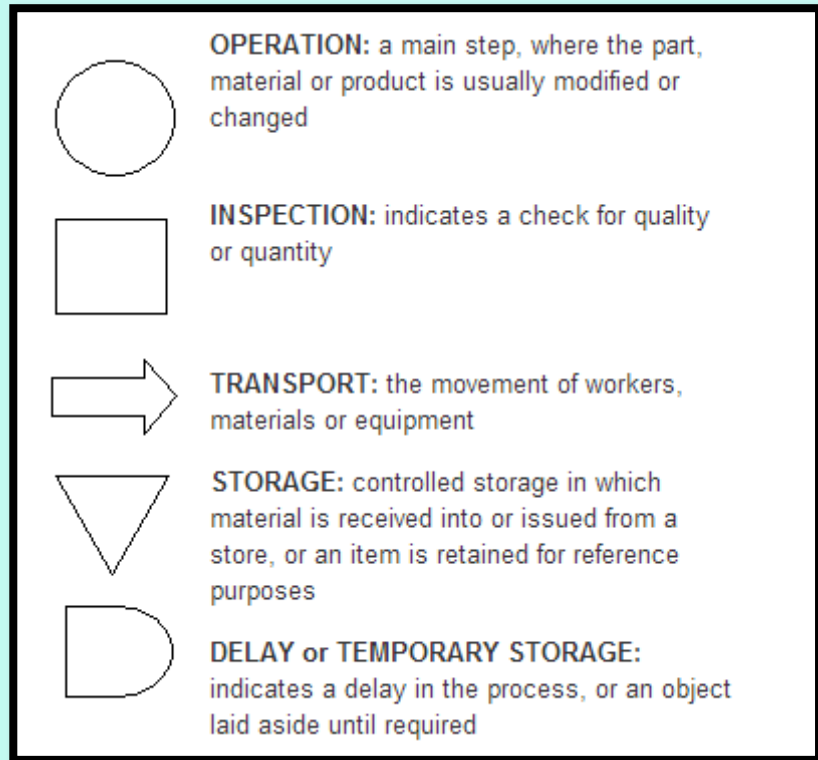 OPERATION: a main step, where the part,
material or product is usually modified or
changed
INSPECTION: indicates a check for quality
or quantity
TRANSPORT: the movement of workers,
materials or equipment
STORAGE: controlled storage in which
material is received into or issued from a
store, or an item is retained for reference
purposes
DELAY or TEMPORARY STORAGE:
indicates a delay in the process, or an object
laid aside until required